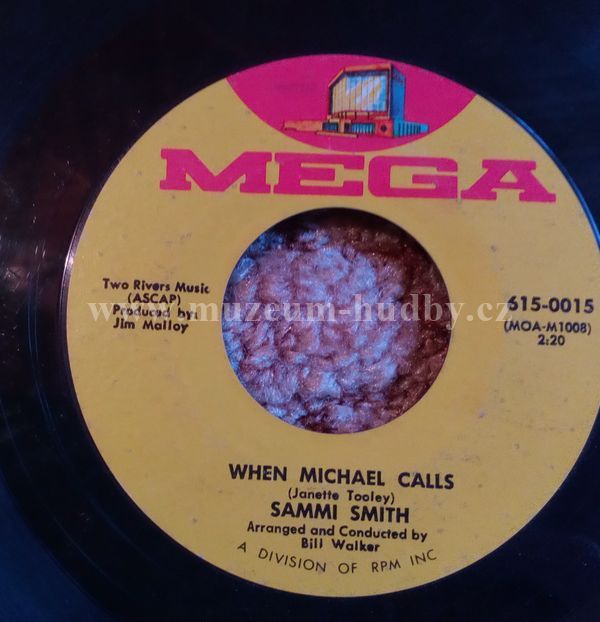 MEGA
Two Rivers Music
(ASCAP)
Produced by:
Jim Malloy
www.muzeum-hudby.cz
615-0015
(MOA-M1008)
2:20
WHEN MICHAEL CALLS
(Janette Tooley)
SAMMI SMITH
Arranged and Conducted by
Bill Walker
A DIVISION OF RPM INC